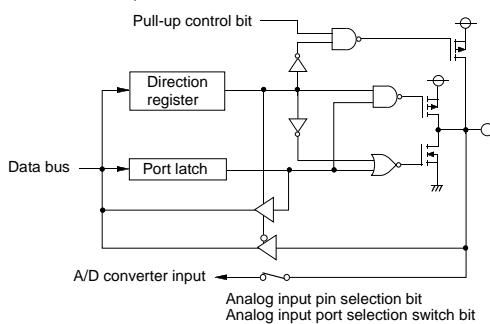 Pull-up control bit
Direction
register
Data bus
Port latch
A/D converter input
Analog input pin selection bit
Analog input port selection switch bit